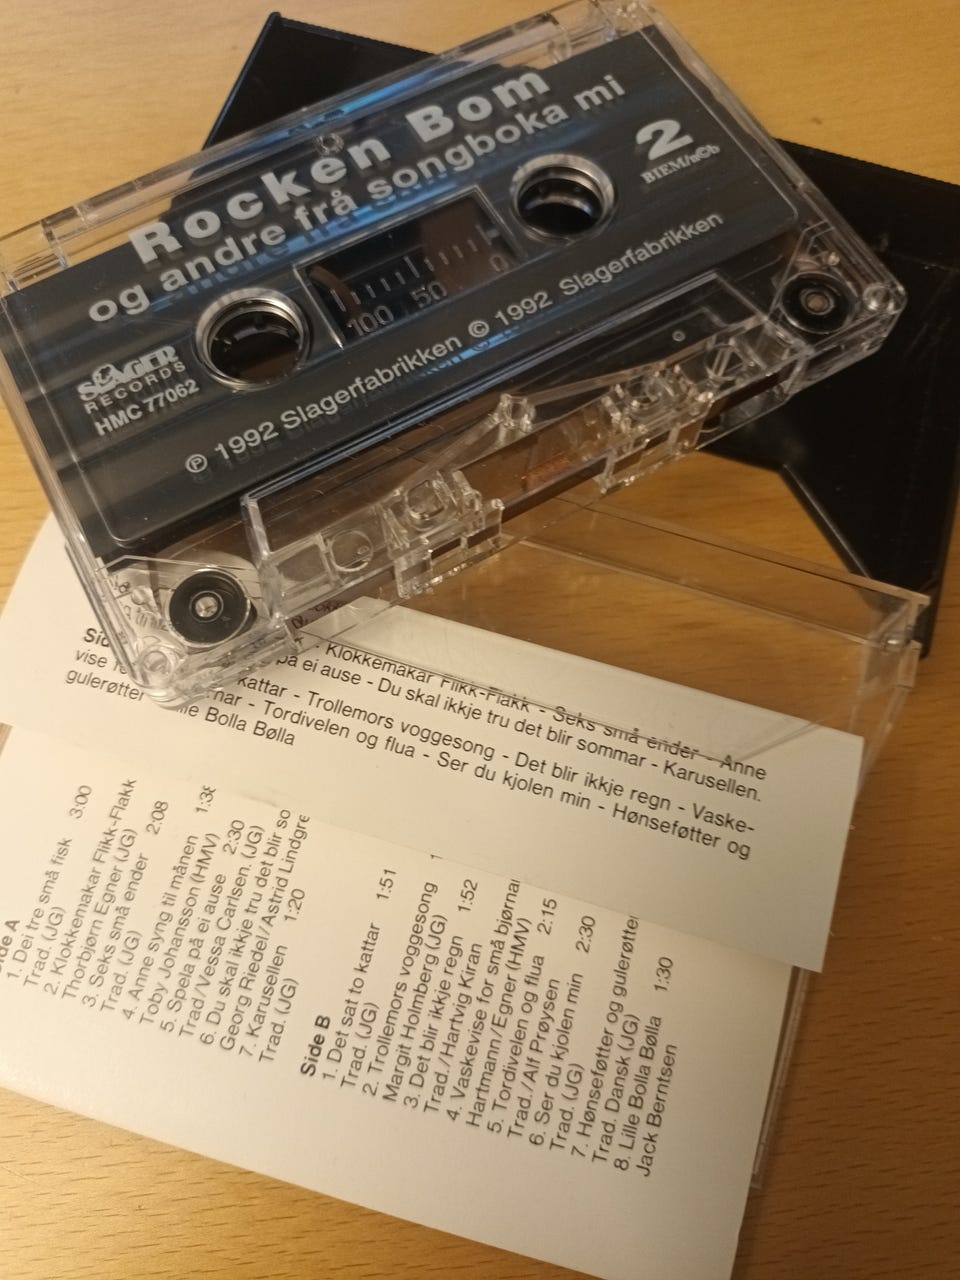 Rocken Bom
og andre frå songboka mi
2
BIEM/n©b
100 50 0
SLAGER
RECORDS
HMC 77062
℗ 1992 Slagerfabrikken © 1992 Slagerfabrikken
- Klokkemakar Flikk-Flakk - Seks små ender - Anne
vise på ei ause - Du skal ikkje tru det blir sommar - Karusellen.
kattar - Trollemors voggesong - Det blir ikkje regn - Vaske-
gulerøtter Tordivelen og flua - Ser du kjolen min - Hønseføtter og
Bolla Bølla
Side A
1. Dei tre små fisk 3:00
Trad. (JG)
2. Klokkemakar Flikk-Flakk
Thorbjørn Egner (JG)
3. Seks små ender 2:08
Trad. (JG)
4. Anne syng til månen
Toby Johansson (HMV)
5. Spela på ei ause 2:30
Trad/Vessa Carlsen. (JG)
6. Du skal ikkje tru det blir so
Georg Riedel/Astrid Lindgre
7. Karusellen 1:20
Trad. (JG)
Side B
1. Det sat to kattar 1:51
Trad. (JG)
2. Trollemors voggesong
Margit Holmberg (JG)
3. Det blir ikkje regn 1:52
Trad./Hartvig Kiran
4. Vaskevise for små bjørna
Hartmann/Egner (HMV)
5. Tordivelen og flua 2:15
Trad./Alf Prøysen
6. Ser du kjolen min 2:30
Trad. (JG)
7. Hønseføtter og gulerøtte
Trad. Dansk (JG)
8. Lille Bolla Bølla 1:30
Jack Berntsen